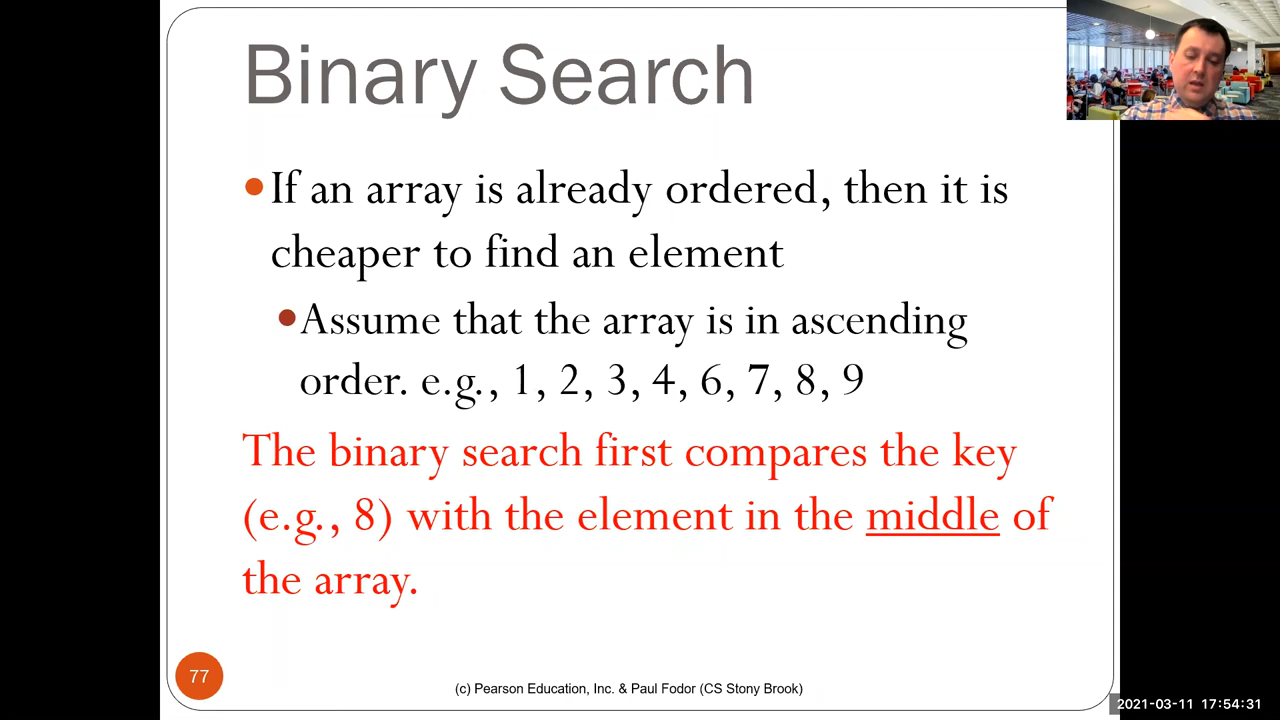 Binary Search
•If an array is already ordered, then it is
cheaper to find an element
•Assume that the array is in ascending
order. e.g., 1, 2, 3, 4, 6, 7, 8, 9
The binary search first compares the key
(e.g., 8) with the element in the middle of
the array.
77
(c) Pearson Education, Inc. & Paul Fodor (CS Stony Brook)
2021-03-11 17:54:31